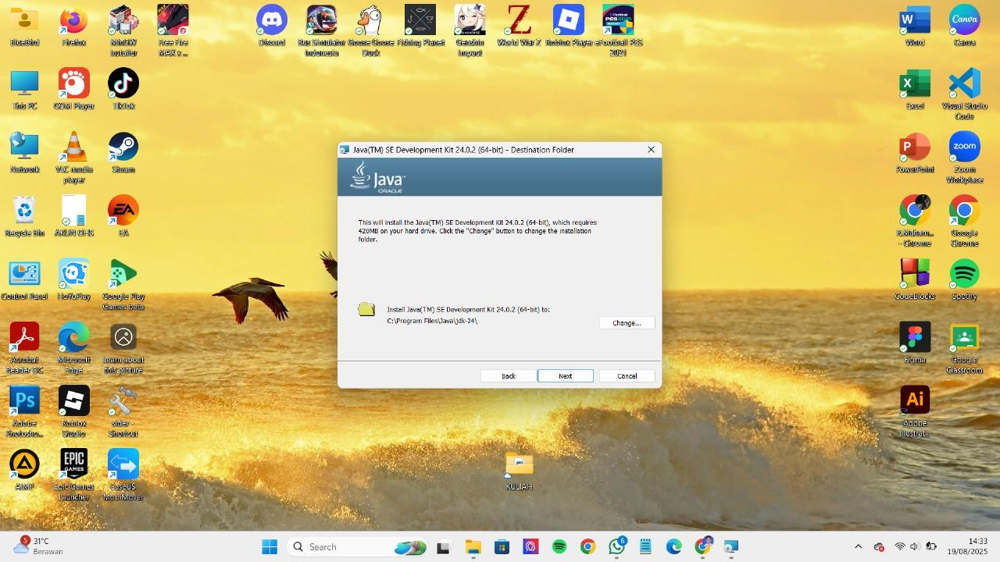 BlueBird
Firefox
MinGW
Installer
Free Fire
MAX x ...
Discord
Bus Simulator
Indonesia
Goose Goose
Duck
Fishing Planet
Genshin
Impact
World War Z
Roblox Player
eFootball PES
2021
Word
Canva
This PC
GOM Player
TikTok
Excel
Visual Studio
Code
Network
VLC media
player
Steam
PowerPoint
Zoom
Workplace
Recycle Bin
AKUN CHS
EA
R.Muham...
- Chrome
Google
Chrome
Control Panel
HoYoPlay
Google Play
Games beta
CodeBlocks
Spotify
Acrobat
Reader DC
Microsoft
Edge
Learn about
this picture
Figma
Google
Classroom
Adobe
Photosho...
Roblox
Studio
sider -
Shortcut
Adobe
Illustrat...
AIMP
Epic Games
Launcher
EaseUS
MobiMover
KULIAH
Java(TM) SE Development Kit 24.0.2 (64-bit) - Destination Folder
Java™
ORACLE
This will install the Java(TM) SE Development Kit 24.0.2 (64-bit), which requires
420MB on your hard drive. Click the "Change" button to change the installation
folder.
Install Java(TM) SE Development Kit 24.0.2 (64-bit) to:
C:\Program Files\Java\jdk-24\
Change...
Back
Next
Cancel
5
31°C
Berawan
Search
6
14:33
19/08/2025